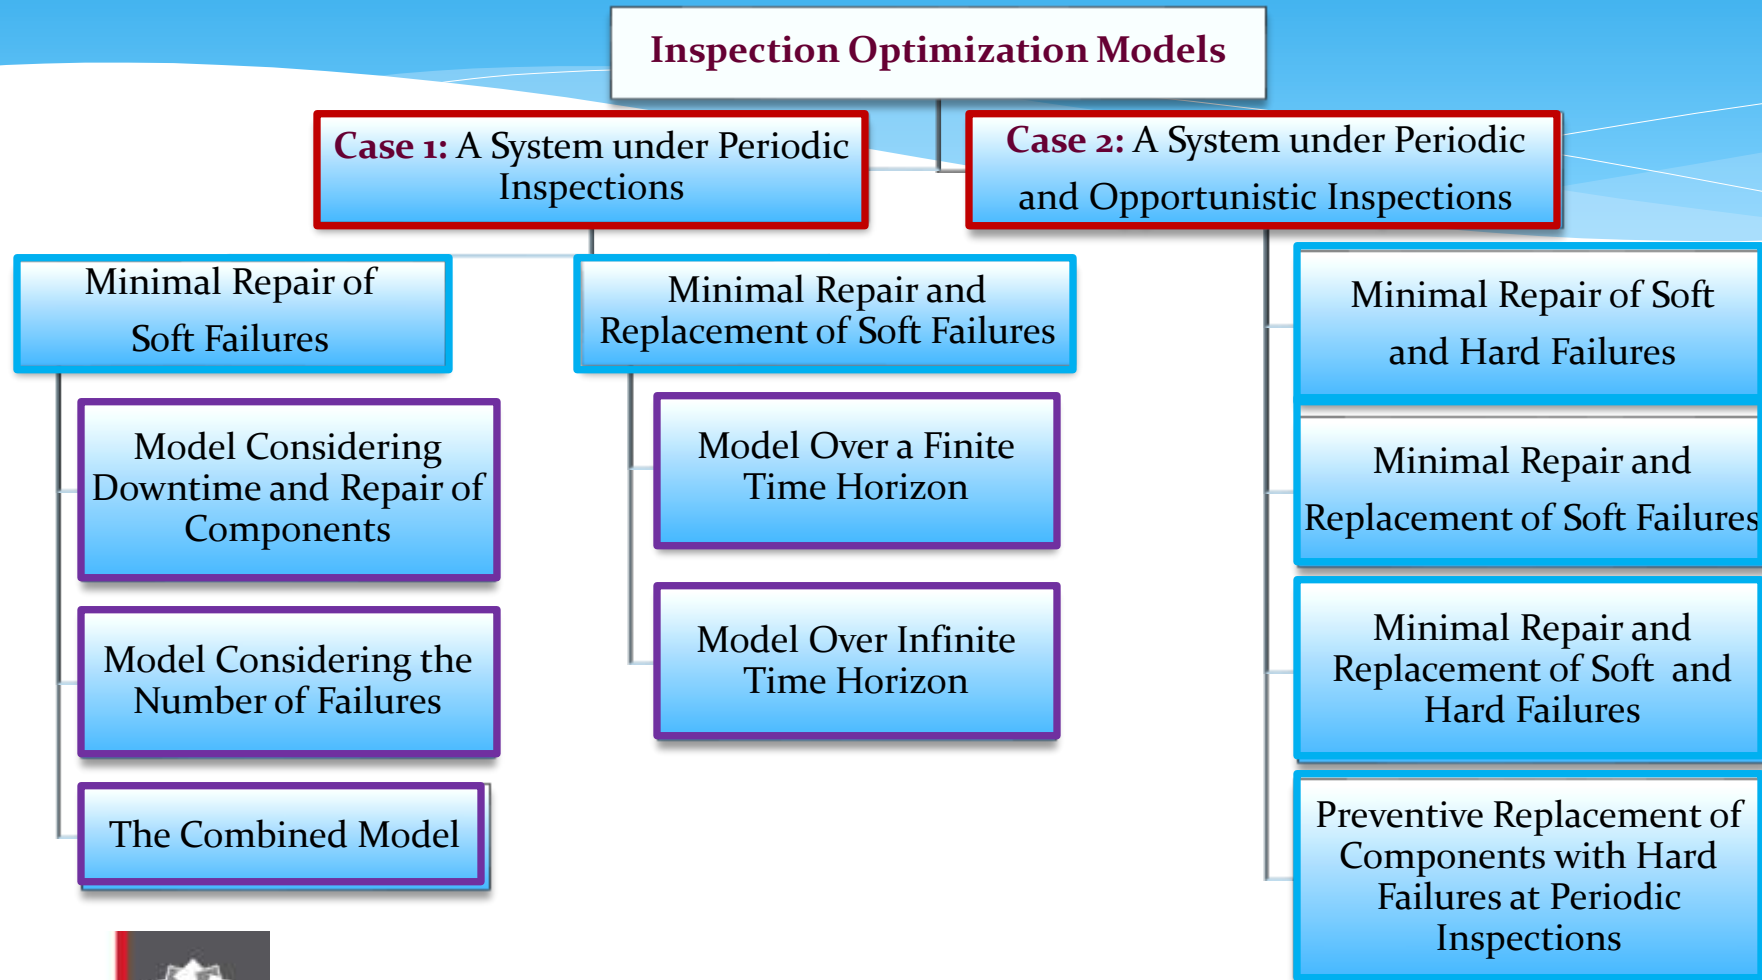 Inspection Optimization Models
Case 1: A System under Periodic
Inspections
Case 2: A System under Periodic
and Opportunistic Inspections
Minimal Repair of
Soft Failures
Model Considering
Downtime and Repair of
Components
Model Considering the
Number of Failures
The Combined Model
Minimal Repair and
Replacement of Soft Failures
Model Over a Finite
Time Horizon
Model Over Infinite
Time Horizon
Minimal Repair of Soft
and Hard Failures
Minimal Repair and
Replacement of Soft Failures
Minimal Repair and
Replacement of Soft and
Hard Failures
Preventive Replacement of
Components with Hard
Failures at Periodic
Inspections